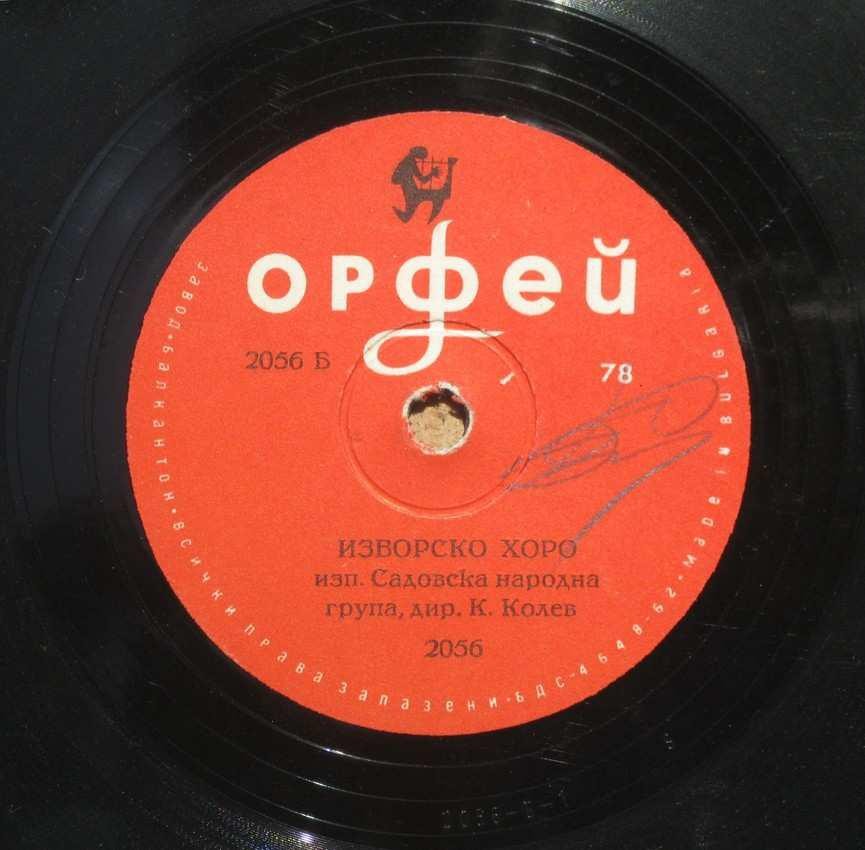 орфей
2056 Б
78
ИЗВОРСКО ХОРО
изп. Садовска народна
група, дир. К. Колев
2056
завод • балкантон • всички права запазени • БДС-4648-62 • made in Bulgaria